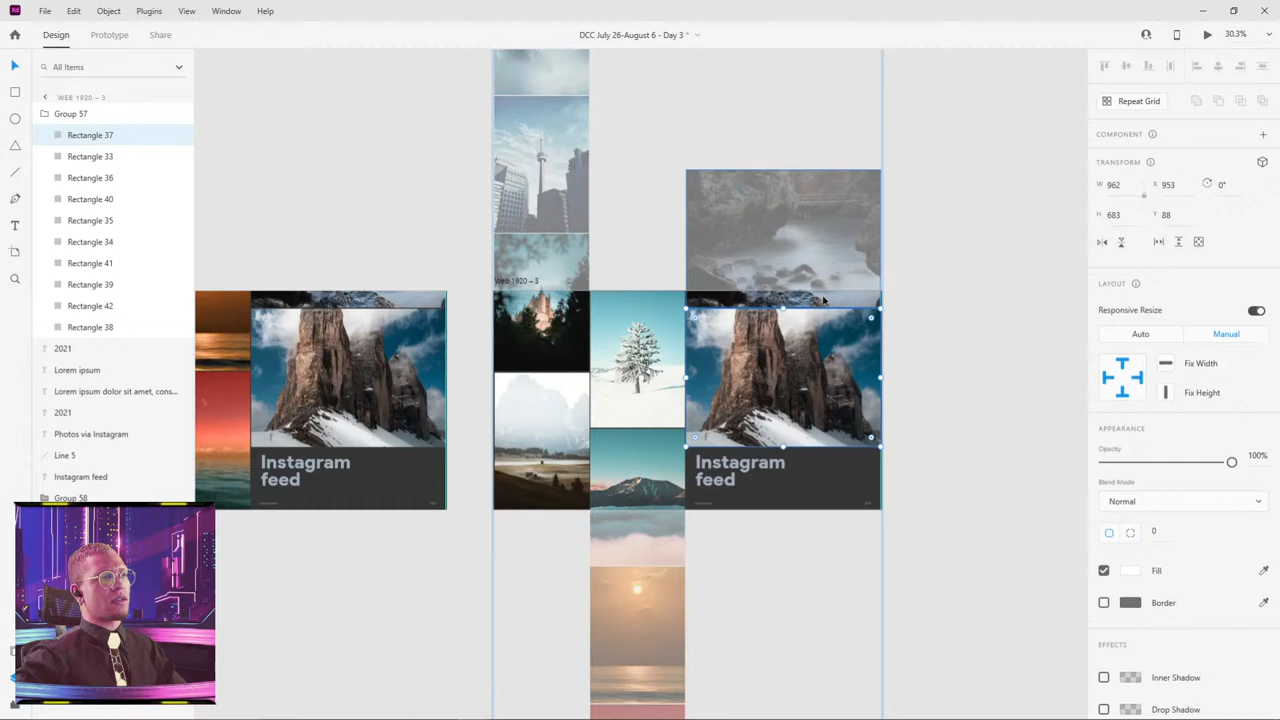 Xd
File Edit Object Plugins View Window Help
Design Prototype Share
DCC July 26-August 6 - Day 3 *
30.3%
All Items
WEB 1920 – 3
Group 57
Rectangle 37
Rectangle 33
Rectangle 36
Rectangle 40
Rectangle 35
Rectangle 34
Rectangle 41
Rectangle 39
Rectangle 42
Rectangle 38
2021
Lorem ipsum
Lorem ipsum dolor sit amet, cons...
2021
Photos via Instagram
Line 5
Instagram feed
Group 58
Web 1920 – 3
Instagram
feed
Instagram
feed
Repeat Grid
COMPONENT
TRANSFORM
W 962 X 953 0°
H 683 Y 88
LAYOUT
Responsive Resize
Auto Manual
Fix Width
Fix Height
APPEARANCE
Opacity
100%
Blend Mode
Normal
0
Fill
Border
EFFECTS
Inner Shadow
Drop Shadow